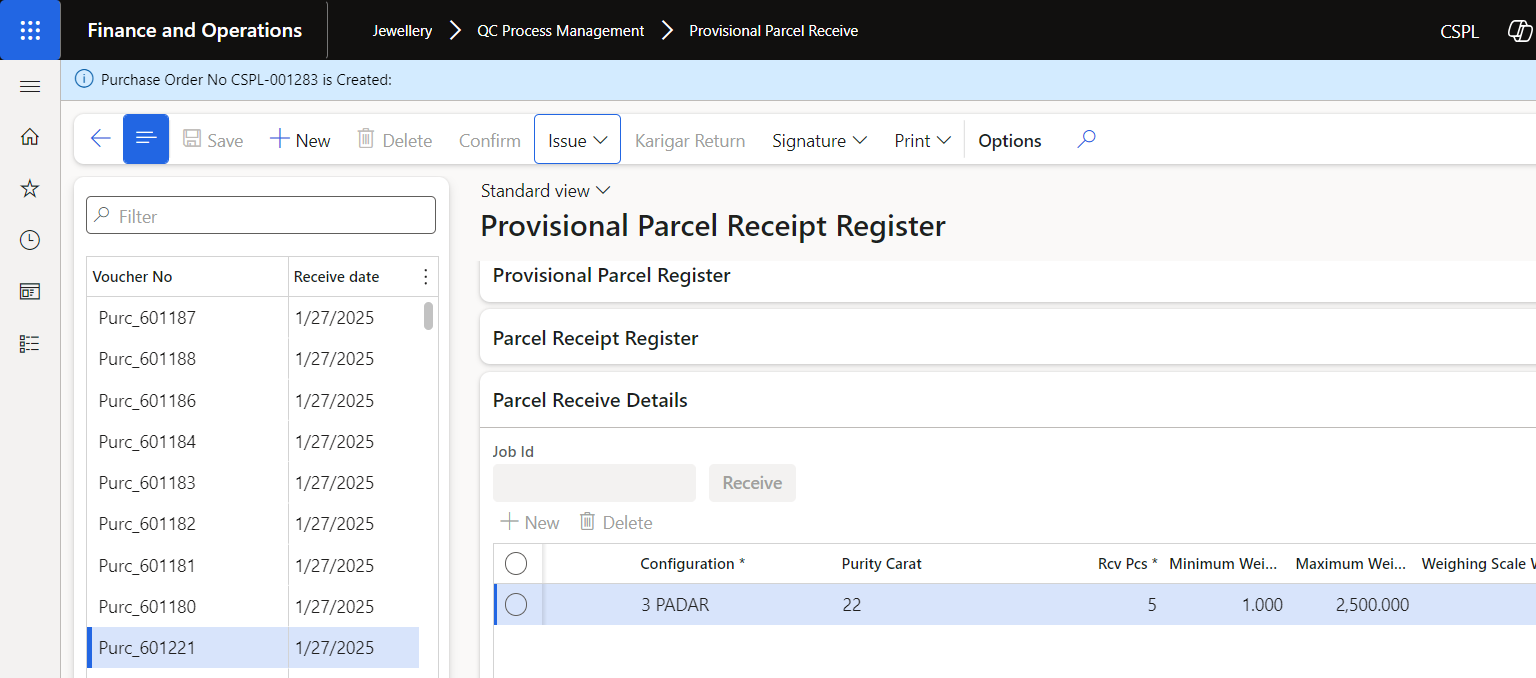 Finance and Operations Jewellery QC Process Management Provisional Parcel Receive CSPL
Purchase Order No CSPL-001283 is Created:
Save New Delete Confirm Issue Karigar Return Signature Print Options
Filter
Voucher No Receive date
Purc_601187 1/27/2025
Purc_601188 1/27/2025
Purc_601186 1/27/2025
Purc_601184 1/27/2025
Purc_601183 1/27/2025
Purc_601182 1/27/2025
Purc_601181 1/27/2025
Purc_601180 1/27/2025
Purc_601221 1/27/2025
Standard view
Provisional Parcel Receipt Register
Provisional Parcel Register
Parcel Receipt Register
Parcel Receive Details
Job Id
Receive
New Delete
Configuration * Purity Carat Rcv Pcs * Minimum Wei... Maximum Wei... Weighing Scale W
3 PADAR 22 5 1.000 2,500.000